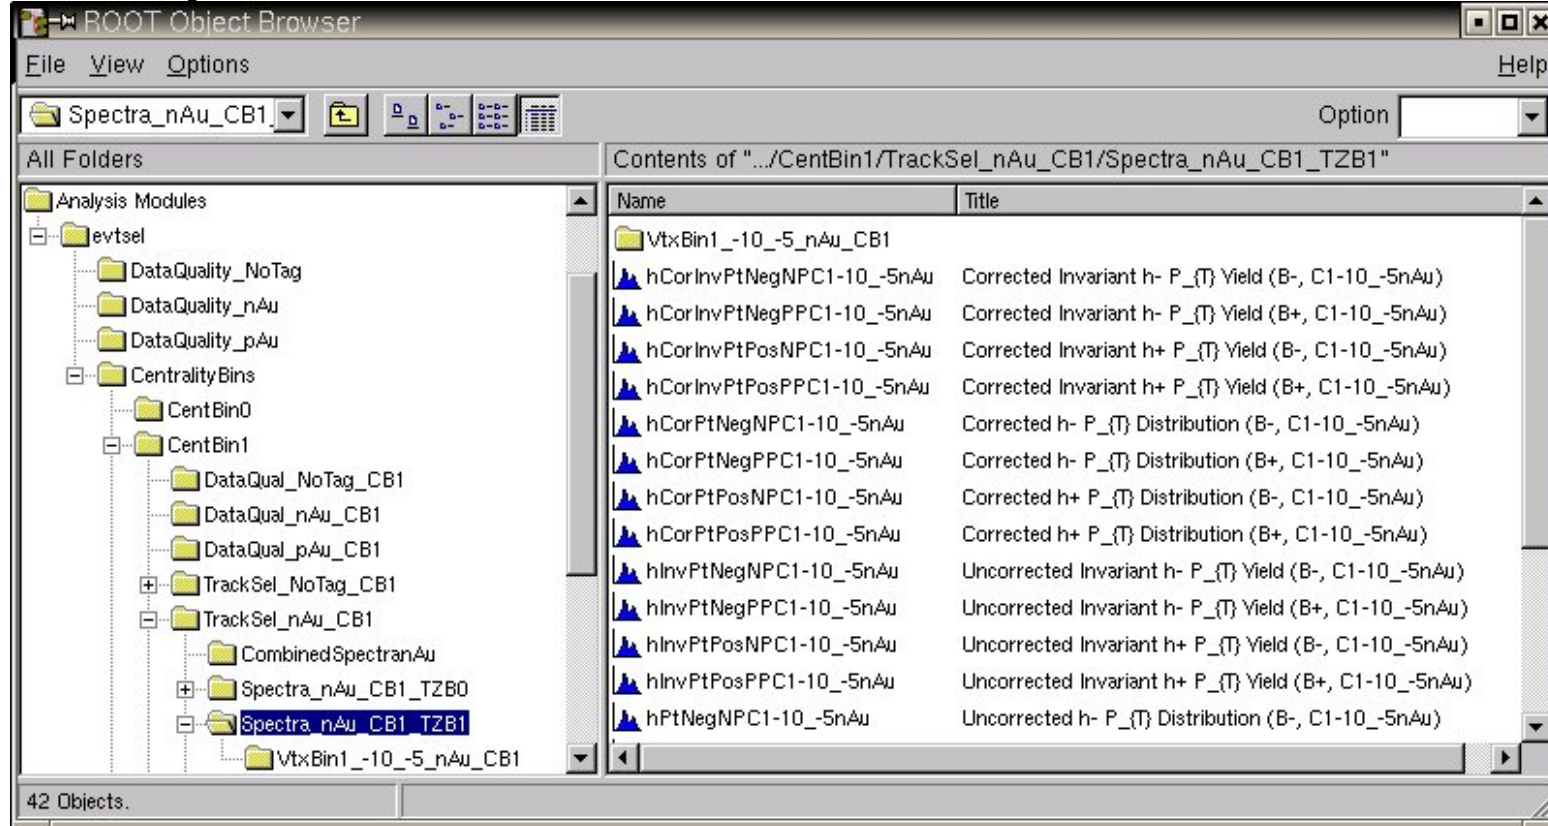 ROOT Object Browser
File View Options Help
Spectra_nAu_CB1_ Option
All Folders
Contents of ".../CentBin1/TrackSel_nAu_CB1/Spectra_nAu_CB1_TZB1"
Analysis Modules
evtsel
DataQuality_NoTag
DataQuality_nAu
DataQuality_pAu
CentralityBins
CentBin0
CentBin1
DataQual_NoTag_CB1
DataQual_nAu_CB1
DataQual_pAu_CB1
TrackSel_NoTag_CB1
TrackSel_nAu_CB1
CombinedSpectranAu
Spectra_nAu_CB1_TZB0
Spectra_nAu_CB1_TZB1
VtxBin1_-10_-5_nAu_CB1
Name Title
VtxBin1_-10_-5_nAu_CB1
hCorInvPtNegNPC1-10_-5nAu Corrected Invariant h- P_{T} Yield (B-, C1-10_-5nAu)
hCorInvPtNegPPC1-10_-5nAu Corrected Invariant h- P_{T} Yield (B+, C1-10_-5nAu)
hCorInvPtPosNPC1-10_-5nAu Corrected Invariant h+ P_{T} Yield (B-, C1-10_-5nAu)
hCorInvPtPosPPC1-10_-5nAu Corrected Invariant h+ P_{T} Yield (B+, C1-10_-5nAu)
hCorPtNegNPC1-10_-5nAu Corrected h- P_{T} Distribution (B-, C1-10_-5nAu)
hCorPtNegPPC1-10_-5nAu Corrected h- P_{T} Distribution (B+, C1-10_-5nAu)
hCorPtPosNPC1-10_-5nAu Corrected h+ P_{T} Distribution (B-, C1-10_-5nAu)
hCorPtPosPPC1-10_-5nAu Corrected h+ P_{T} Distribution (B+, C1-10_-5nAu)
hInvPtNegNPC1-10_-5nAu Uncorrected Invariant h- P_{T} Yield (B-, C1-10_-5nAu)
hInvPtNegPPC1-10_-5nAu Uncorrected Invariant h- P_{T} Yield (B+, C1-10_-5nAu)
hInvPtPosNPC1-10_-5nAu Uncorrected Invariant h+ P_{T} Yield (B-, C1-10_-5nAu)
hInvPtPosPPC1-10_-5nAu Uncorrected Invariant h+ P_{T} Yield (B+, C1-10_-5nAu)
hPtNegNPC1-10_-5nAu Uncorrected h- P_{T} Distribution (B-, C1-10_-5nAu)
42 Objects.